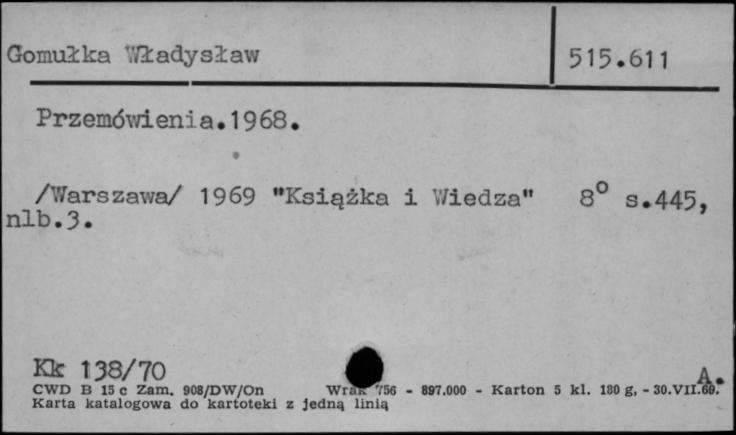 Gomułka Władysław 515.611
Przemówienia.1968.
/Warszawa/ 1969 "Książka i Wiedza" 8° s.445,
nlb.3.
Kk 138/70
A.
CWD B 15 c Zam. 908/DW/On Wrak 756 - 897.000 - Karton 5 kl. 180 g, - 30.VII.69.
Karta katalogowa do kartoteki z jedną linią